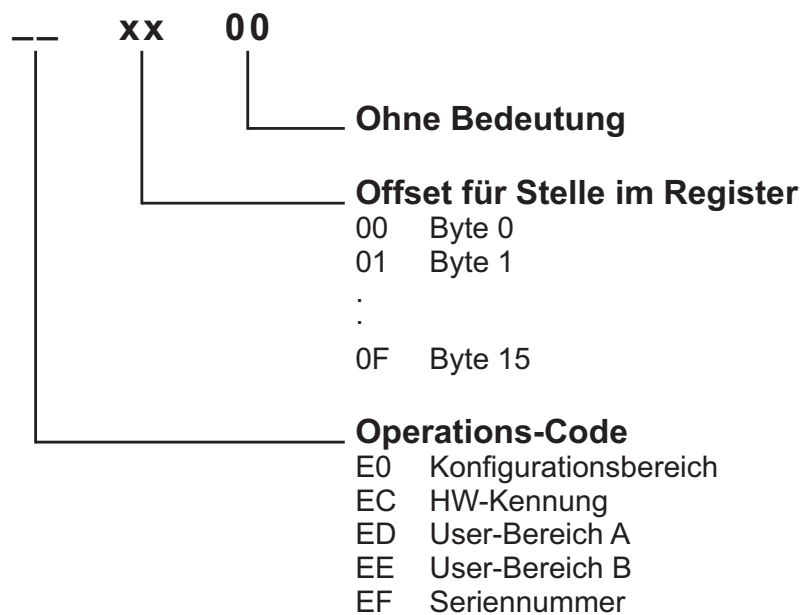 __ xx 00
Ohne Bedeutung
Offset für Stelle im Register
00 Byte 0
01 Byte 1
.
.
0F Byte 15
Operations-Code
E0 Konfigurationsbereich
EC HW-Kennung
ED User-Bereich A
EE User-Bereich B
EF Seriennummer